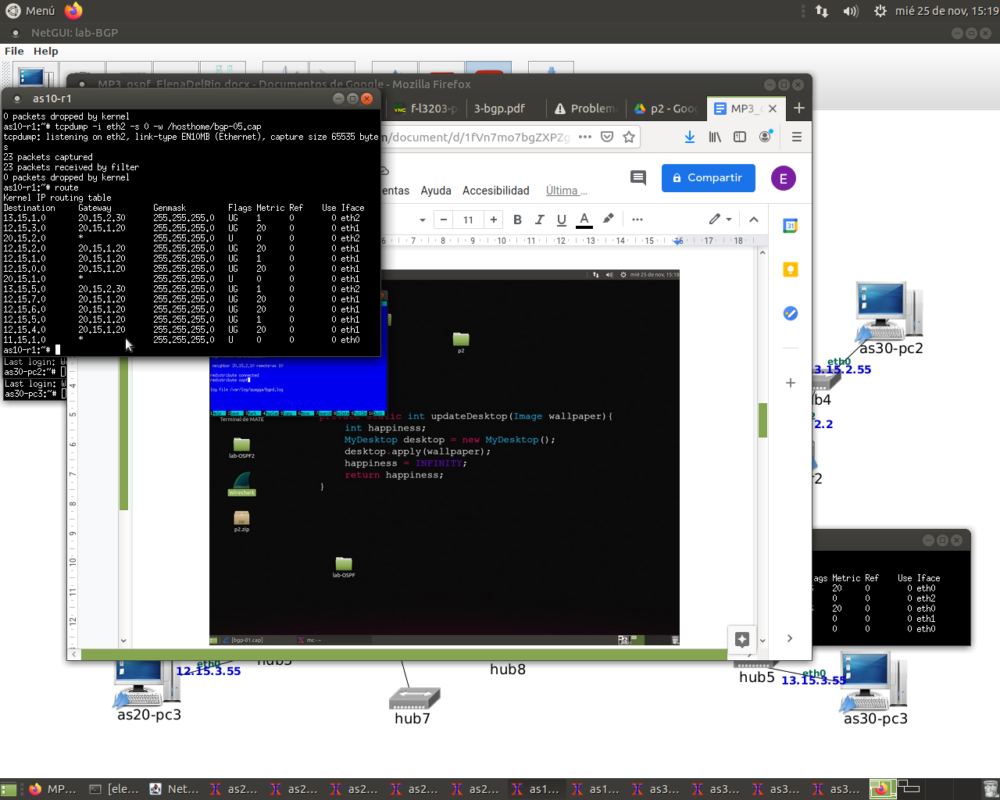 Menú
mié 25 de nov, 15:19
NetGUI: lab-BGP
File Help
MP3_ospf_ElenaDelRio.docx - Documentos de Google - Mozilla Firefox
as10-r1
f-l3203-p
3-bgp.pdf
Problem
p2 - Goo
MP3_
n/document/d/1fVn7mo7bgZXPZg
Compartir
E
entas Ayuda Accesibilidad Última ...
11
B I U A
31
6 7 8 9 10 11 12 13 14 15 16 17 18
0 packets dropped by kernel
as10-r1:~# tcpdump -i eth2 -s 0 -w /hosthome/bgp-05.cap
tcpdump: listening on eth2, link-type EN10MB (Ethernet), capture size 65535 byte
s
23 packets captured
23 packets received by filter
0 packets dropped by kernel
as10-r1:~# route
Kernel IP routing table
Destination Gateway Genmask Flags Metric Ref Use Iface
13.15.1.0 20.15.2.30 255.255.255.0 UG 1 0 0 eth2
12.15.3.0 20.15.1.20 255.255.255.0 UG 20 0 0 eth1
20.15.2.0 * 255.255.255.0 U 0 0 0 eth2
12.15.2.0 20.15.1.20 255.255.255.0 UG 20 0 0 eth1
12.15.1.0 20.15.1.20 255.255.255.0 UG 1 0 0 eth1
12.15.0.0 20.15.1.20 255.255.255.0 UG 20 0 0 eth1
20.15.1.0 * 255.255.255.0 U 0 0 0 eth1
13.15.5.0 20.15.2.30 255.255.255.0 UG 1 0 0 eth2
12.15.7.0 20.15.1.20 255.255.255.0 UG 20 0 0 eth1
12.15.6.0 20.15.1.20 255.255.255.0 UG 20 0 0 eth1
12.15.5.0 20.15.1.20 255.255.255.0 UG 1 0 0 eth1
12.15.4.0 20.15.1.20 255.255.255.0 UG 20 0 0 eth1
11.15.1.0 * 255.255.255.0 U 0 0 0 eth0
as10-r1:~#
Last login: W
as30-pc2:~#
Last login: W
as30-pc3:~#
mié 25 de nov, 15:18
p2
neighbor 20.15.2.10 remote-as 10
redistribute connected
redistribute ospf
log file /var/log/quagga/bgpd.log
Terminal de MATE
private static int updateDesktop(Image wallpaper){
int happiness;
MyDesktop desktop = new MyDesktop();
desktop.apply(wallpaper);
happiness = INFINITY;
return happiness;
}
lab-OSPF2
Wireshark
p2.zip
lab-OSPF
[bgp-01.cap]
mc - ~
4
5
6
7
8
9
10
11
12
as30-pc2
eth0
13.15.2.55
b4
2.2
r2
ags Metric Ref Use Iface
20 0 0 eth0
0 0 0 eth2
20 0 0 eth0
0 0 0 eth1
0 0 0 eth0
eth0
12.15.3.55
as20-pc3
hub3
hub7
hub8
hub5
eth0
13.15.3.55
as30-pc3
MP...
[ele...
Net...
as2...
as2...
as2...
as2...
as2...
as1...
as1...
as3...
as3...
as3...
as3...